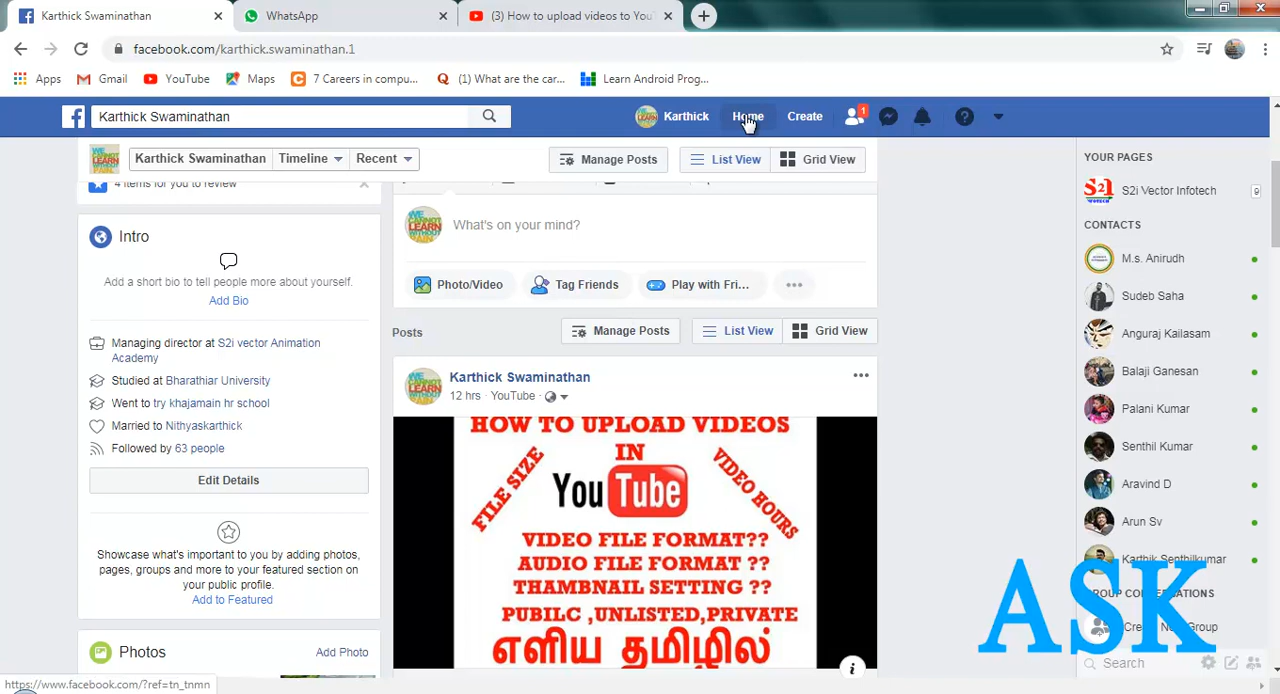 Karthick Swaminathan
WhatsApp
(3) How to upload videos to You
facebook.com/karthick.swaminathan.1
Apps
Gmail
YouTube
Maps
7 Careers in compu...
(1) What are the car...
Learn Android Prog...
Karthick Swaminathan
Karthick
Home
Create
1
Karthick Swaminathan
Timeline
Recent
Manage Posts
List View
Grid View
4 items for you to review
Intro
Add a short bio to tell people more about yourself.
Add Bio
Managing director at S2i vector Animation
Academy
Studied at Bharathiar University
Went to try khajamain hr school
Married to Nithyaskarthick
Followed by 63 people
Edit Details
Showcase what's important to you by adding photos,
pages, groups and more to your featured section on
your public profile.
Add to Featured
Photos
Add Photo
What's on your mind?
Photo/Video
Tag Friends
Play with Fri...
Posts
Manage Posts
List View
Grid View
Karthick Swaminathan
12 hrs · YouTube ·
HOW TO UPLOAD VIDEOS
IN
YouTube
FILE SIZE
VIDEO HOURS
VIDEO FILE FORMAT??
AUDIO FILE FORMAT ??
THAMBNAIL SETTING ??
PUBILC ,UNLISTED,PRIVATE
எளிய தமிழில்
YOUR PAGES
S2i Vector Infotech
9
CONTACTS
M.s. Anirudh
Sudeb Saha
Anguraj Kailasam
Balaji Ganesan
Palani Kumar
Senthil Kumar
Aravind D
Arun Sv
Karthik Senthilkumar
GROUP CONVERSATIONS
Create New Group
ASK
Search
https://www.facebook.com/?ref=tn_tnmn